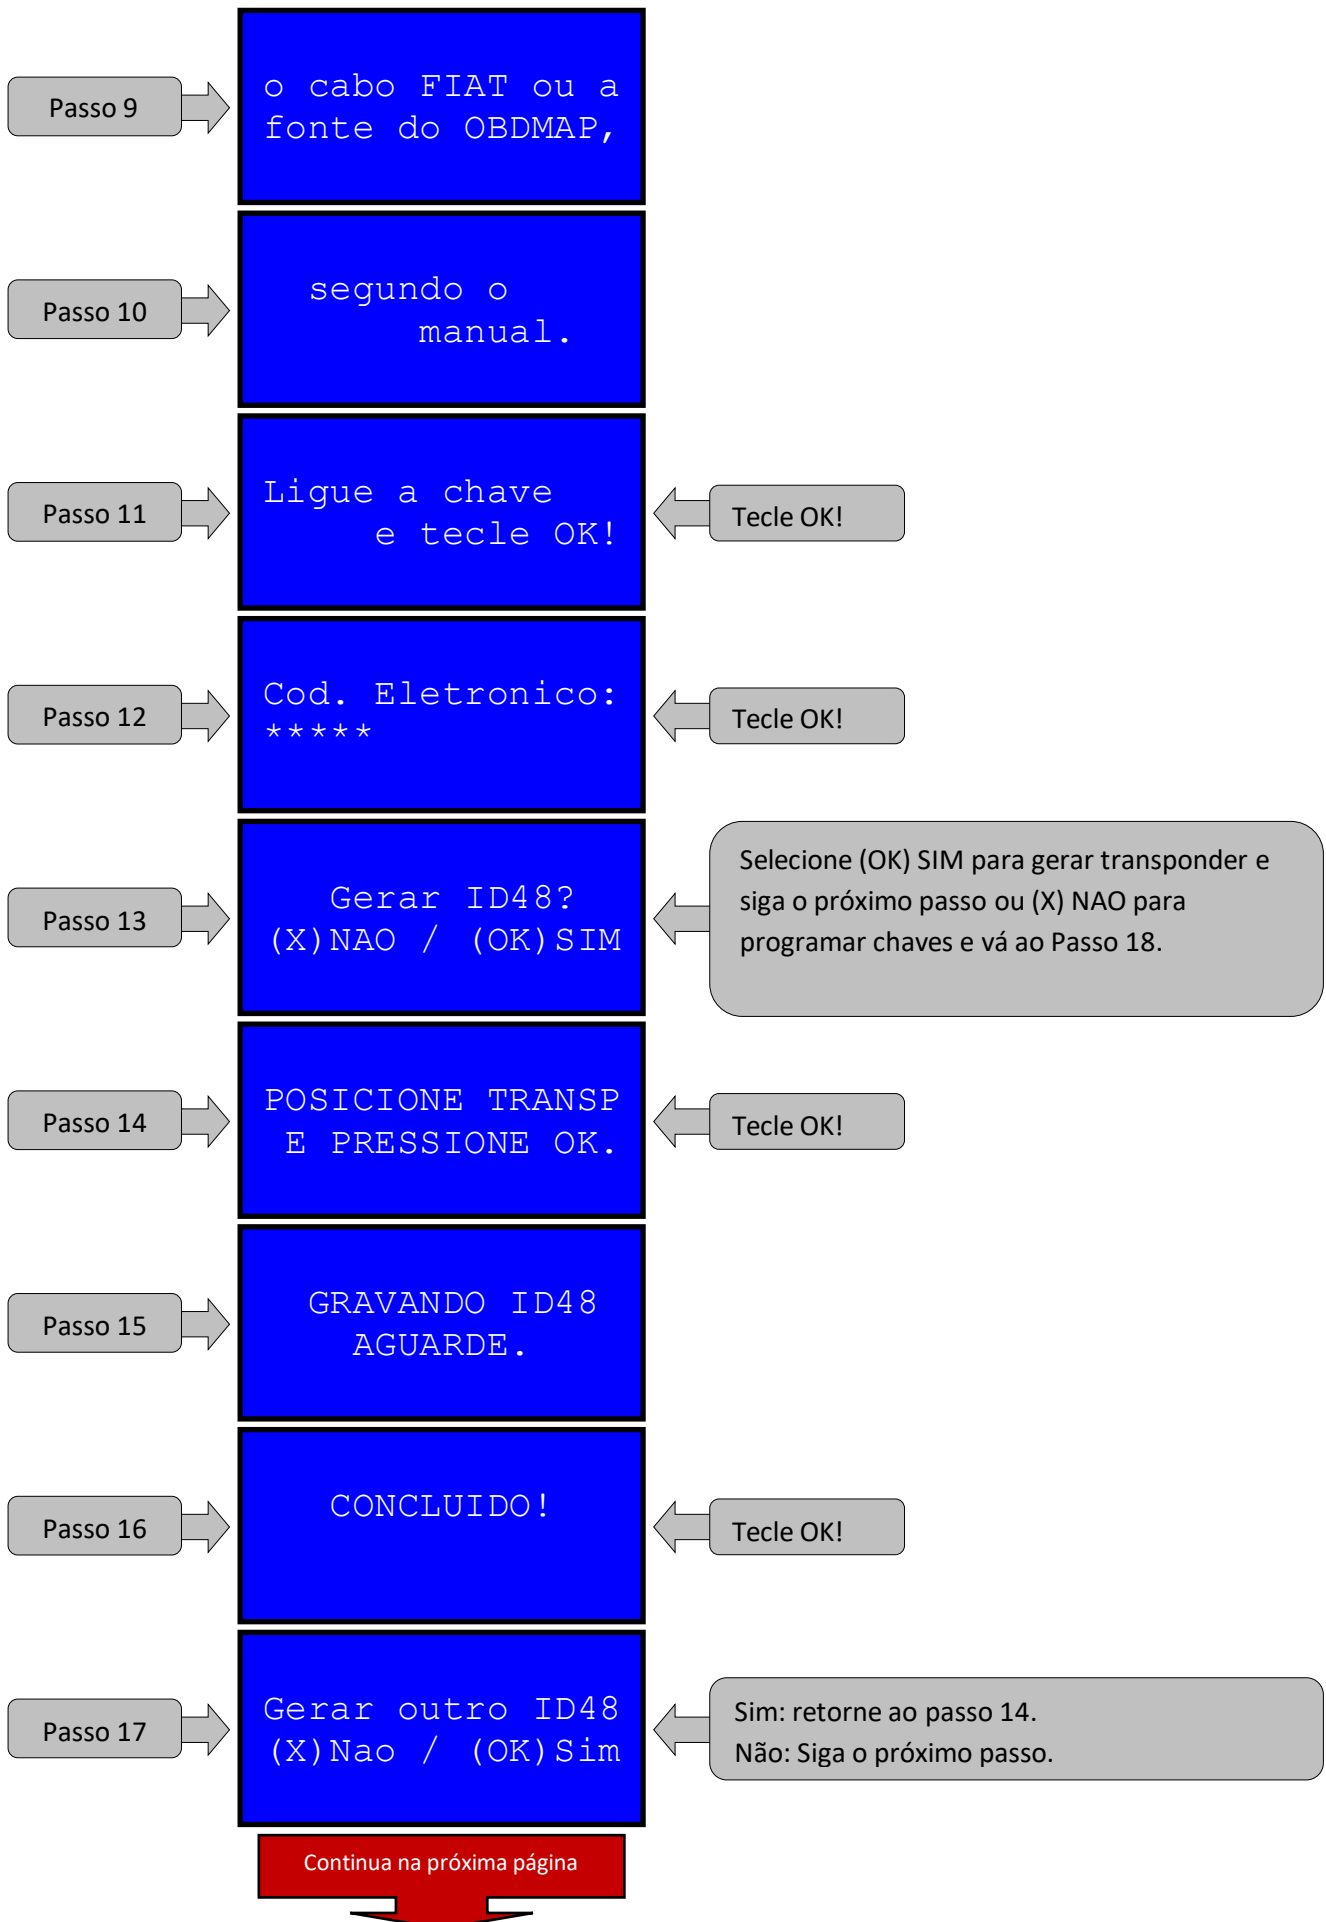 Passo 9
o cabo FIAT ou a
fonte do OBDMAP,
Passo 10
segundo o
manual.
Passo 11
Ligue a chave
e tecle OK!
Tecle OK!
Passo 12
Cod. Eletronico:
*****
Tecle OK!
Passo 13
Gerar ID48?
(X)NAO / (OK)SIM
Selecione (OK) SIM para gerar transponder e
siga o próximo passo ou (X) NAO para
programar chaves e vá ao Passo 18.
Passo 14
POSICIONE TRANSP
E PRESSIONE OK.
Tecle OK!
Passo 15
GRAVANDO ID48
AGUARDE.
Passo 16
CONCLUIDO!
Tecle OK!
Passo 17
Gerar outro ID48
(X)Nao / (OK)Sim
Sim: retorne ao passo 14.
Não: Siga o próximo passo.
Continua na próxima página